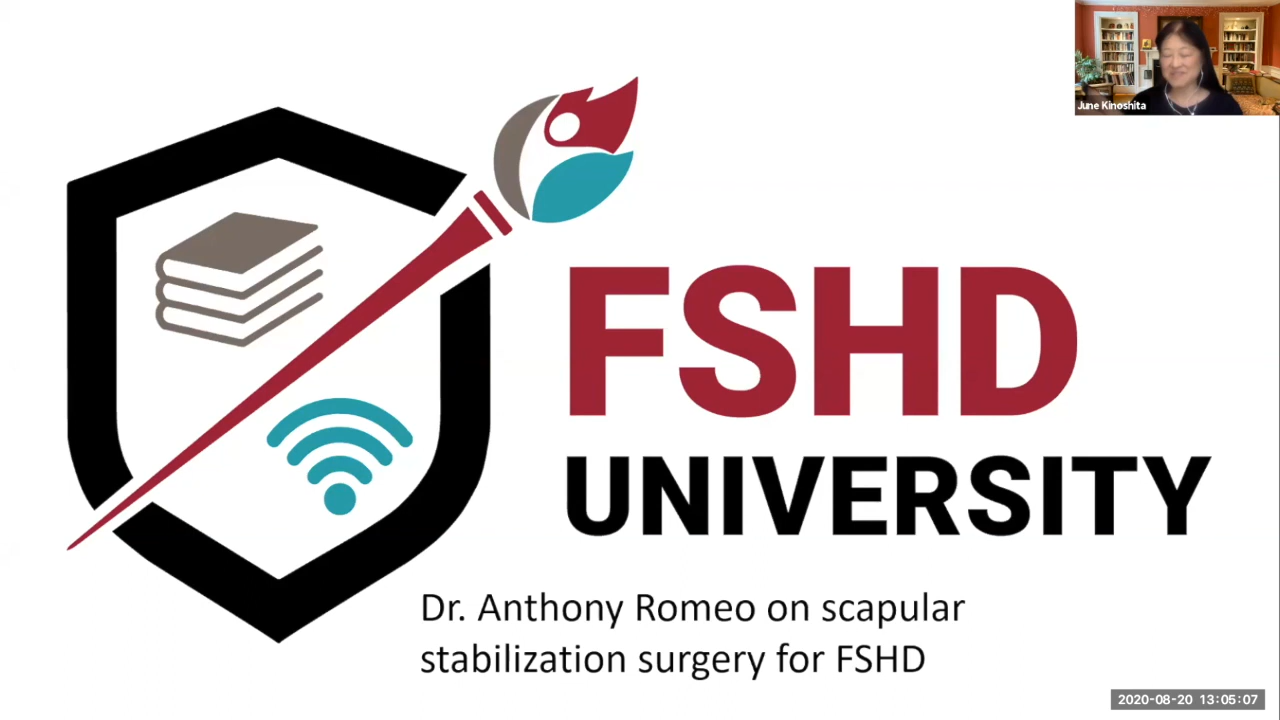 June Kinoshita
FSHD
UNIVERSITY
Dr. Anthony Romeo on scapular
stabilization surgery for FSHD
2020-08-20 13:05:07